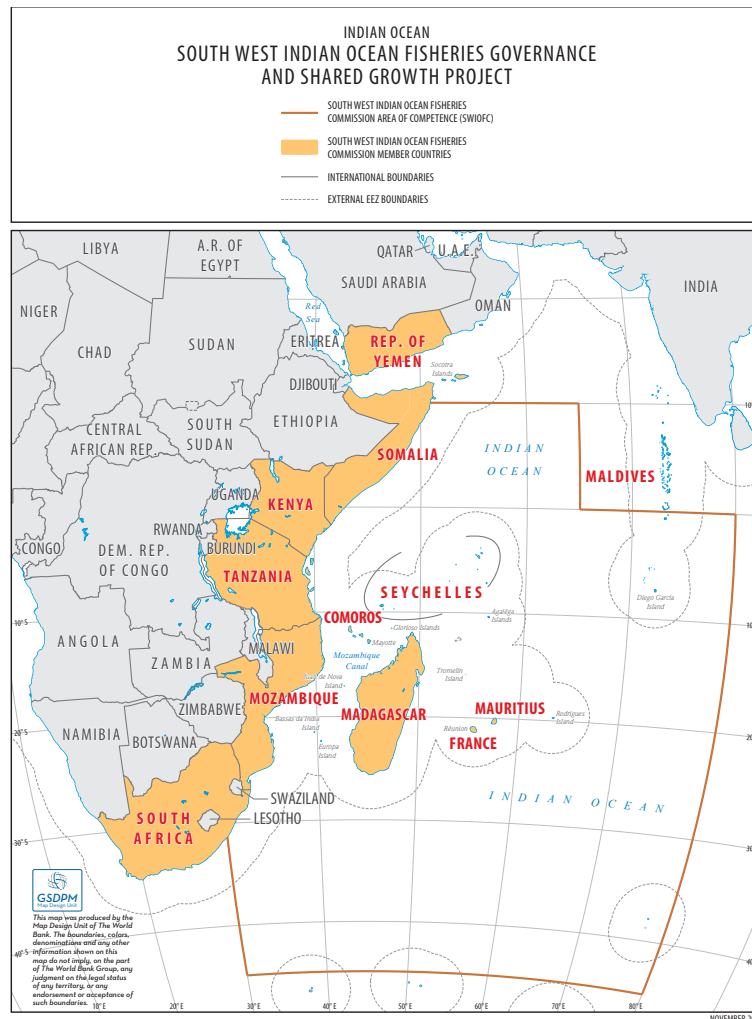 INDIAN OCEAN
SOUTH WEST INDIAN OCEAN FISHERIES GOVERNANCE
AND SHARED GROWTH PROJECT
SOUTH WEST INDIAN OCEAN FISHERIES
COMMISSION AREA OF COMPETENCE (SWIOFC)
SOUTH WEST INDIAN OCEAN FISHERIES
COMMISSION MEMBER COUNTRIES
INTERNATIONAL BOUNDARIES
EXTERNAL EEZ BOUNDARIES
LIBYA
A.R. OF
EGYPT
QATAR
U.A.E.
SAUDI ARABIA
INDIA
NIGER
Red
Sea
OMAN
CHAD
SUDAN
ERITREA
REP. OF
YEMEN
Socotra
Islands
DJIBOUTI
CENTRAL
AFRICAN REP.
SOUTH
SUDAN
ETHIOPIA
SOMALIA
INDIAN
OCEAN
MALDIVES
UGANDA
KENYA
RWANDA
CONGO
DEM. REP.
OF CONGO
BURUNDI
TANZANIA
SEYCHELLES
Diego Garcia
Island
10°S
COMOROS
Agalega
Islands
Glorioso Islands
ANGOLA
MALAWI
Mayotte
ZAMBIA
Mozambique
Canal
Tromelin
Island
de Nova
Island
MOZAMBIQUE
MADAGASCAR
MAURITIUS
ZIMBABWE
Rodrigues
Island
Bassas da India
Island
Réunion
FRANCE
NAMIBIA
BOTSWANA
20°S
Europa
Island
INDIAN OCEAN
SWAZILAND
LESOTHO
SOUTH
AFRICA
30°S
GSDPM
Map Design Unit
This map was produced by the
Map Design Unit of The World
Bank. The boundaries, colors,
denominations and any other
information shown on this
map do not imply, on the part
of The World Bank Group, any
judgment on the legal status
of any territory, or any
endorsement or acceptance of
such boundaries.
40°S
10°E
20°E
30°E
40°E
50°E
60°E
70°E
80°E